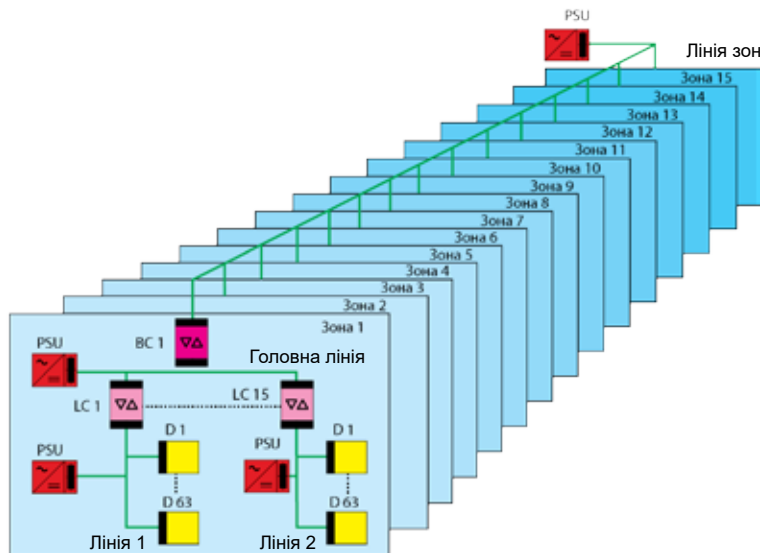 PSU
Лінія зон
Зона 15
Зона 14
Зона 13
Зона 12
Зона 11
Зона 10
Зона 9
Зона 8
Зона 7
Зона 6
Зона 5
Зона 4
Зона 3
Зона 2
Зона 1
BC 1
PSU
Головна лінія
LC 1
LC 15
D 1
D 1
PSU
PSU
D 63
D 63
Лінія 1
Лінія 2